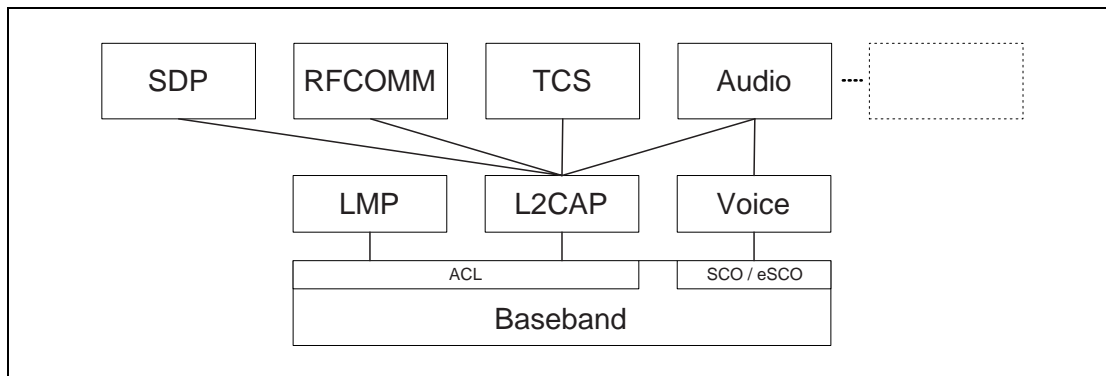 SDP RFCOMM TCS Audio
LMP L2CAP Voice
ACL SCO / eSCO
Baseband